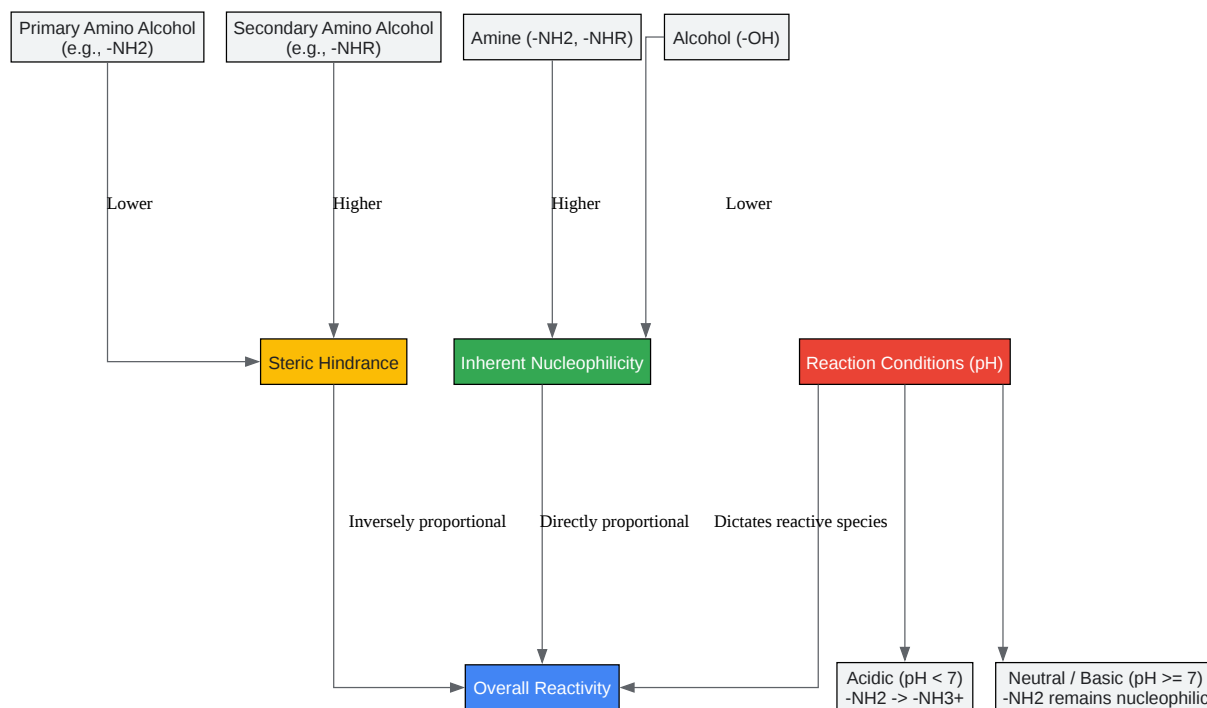 Primary Amino Alcohol
(e.g., -NH2)
Secondary Amino Alcohol
(e.g., -NHR)
Amine (-NH2, -NHR)
Alcohol (-OH)
Lower
Higher
Higher
Lower
Steric Hindrance
Inherent Nucleophilicity
Reaction Conditions (pH)
Inversely proportional
Directly proportional
Dictates reactive species
Overall Reactivity
Acidic (pH < 7)
-NH2 -> -NH3+
Neutral / Basic (pH >= 7)
-NH2 remains nucleophilic